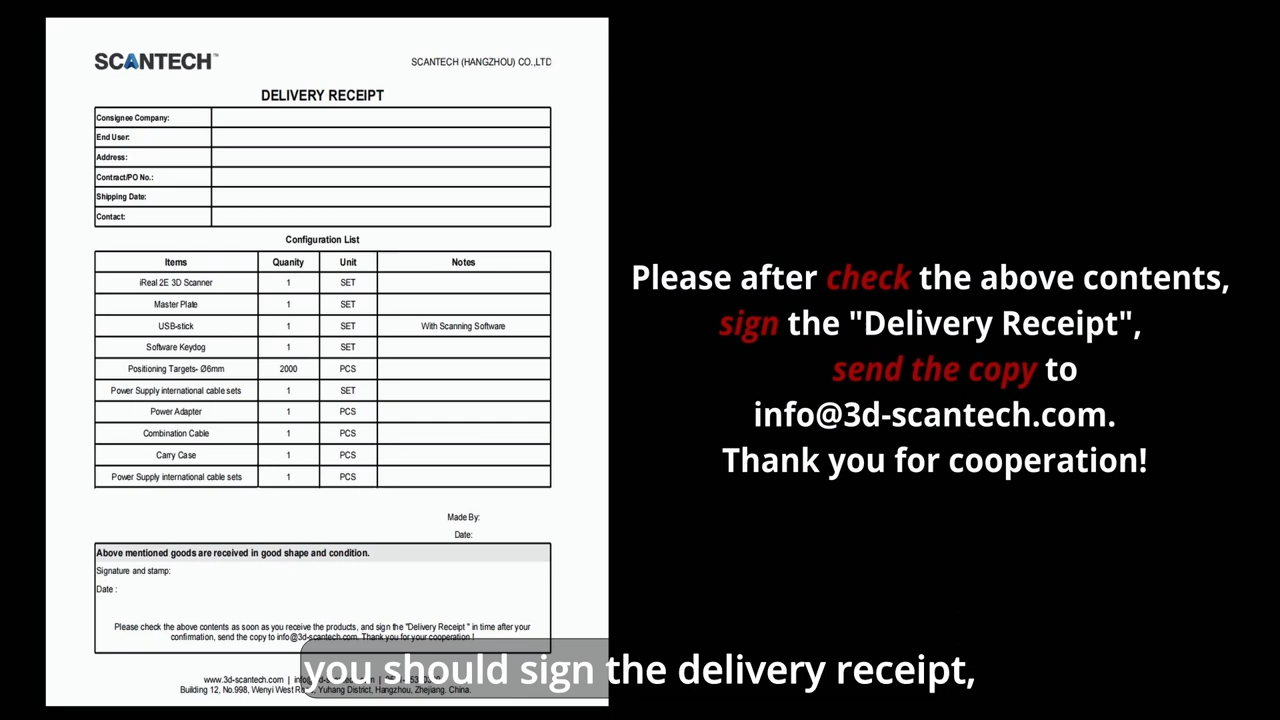 SCANTECH™
SCANTECH (HANGZHOU) CO.,LTD
DELIVERY RECEIPT
Consignee Company:
End User:
Address:
Contract/PO No.:
Shipping Date:
Contact:
Configuration List
Items Quanity Unit Notes
iReal 2E 3D Scanner 1 SET
Master Plate 1 SET
USB-stick 1 SET With Scanning Software
Software Keydog 1 SET
Positioning Targets- Ø6mm 2000 PCS
Power Supply international cable sets 1 SET
Power Adapter 1 PCS
Combination Cable 1 PCS
Carry Case 1 PCS
Power Supply international cable sets 1 PCS
Made By:
Date:
Above mentioned goods are received in good shape and condition.
Signature and stamp:
Date :
Please check the above contents as soon as you receive the products, and sign the "Delivery Receipt " in time after your
confirmation, send the copy to info@3d-scantech.com. Thank you for your cooperation !
www.3d-scantech.com |
Building 12, No.998, Wenyi West Yuhang District, Hangzhou, Zhejiang. China.
Please after check the above contents,
sign the "Delivery Receipt",
send the copy to
info@3d-scantech.com.
Thank you for cooperation!
you should sign the delivery receipt,